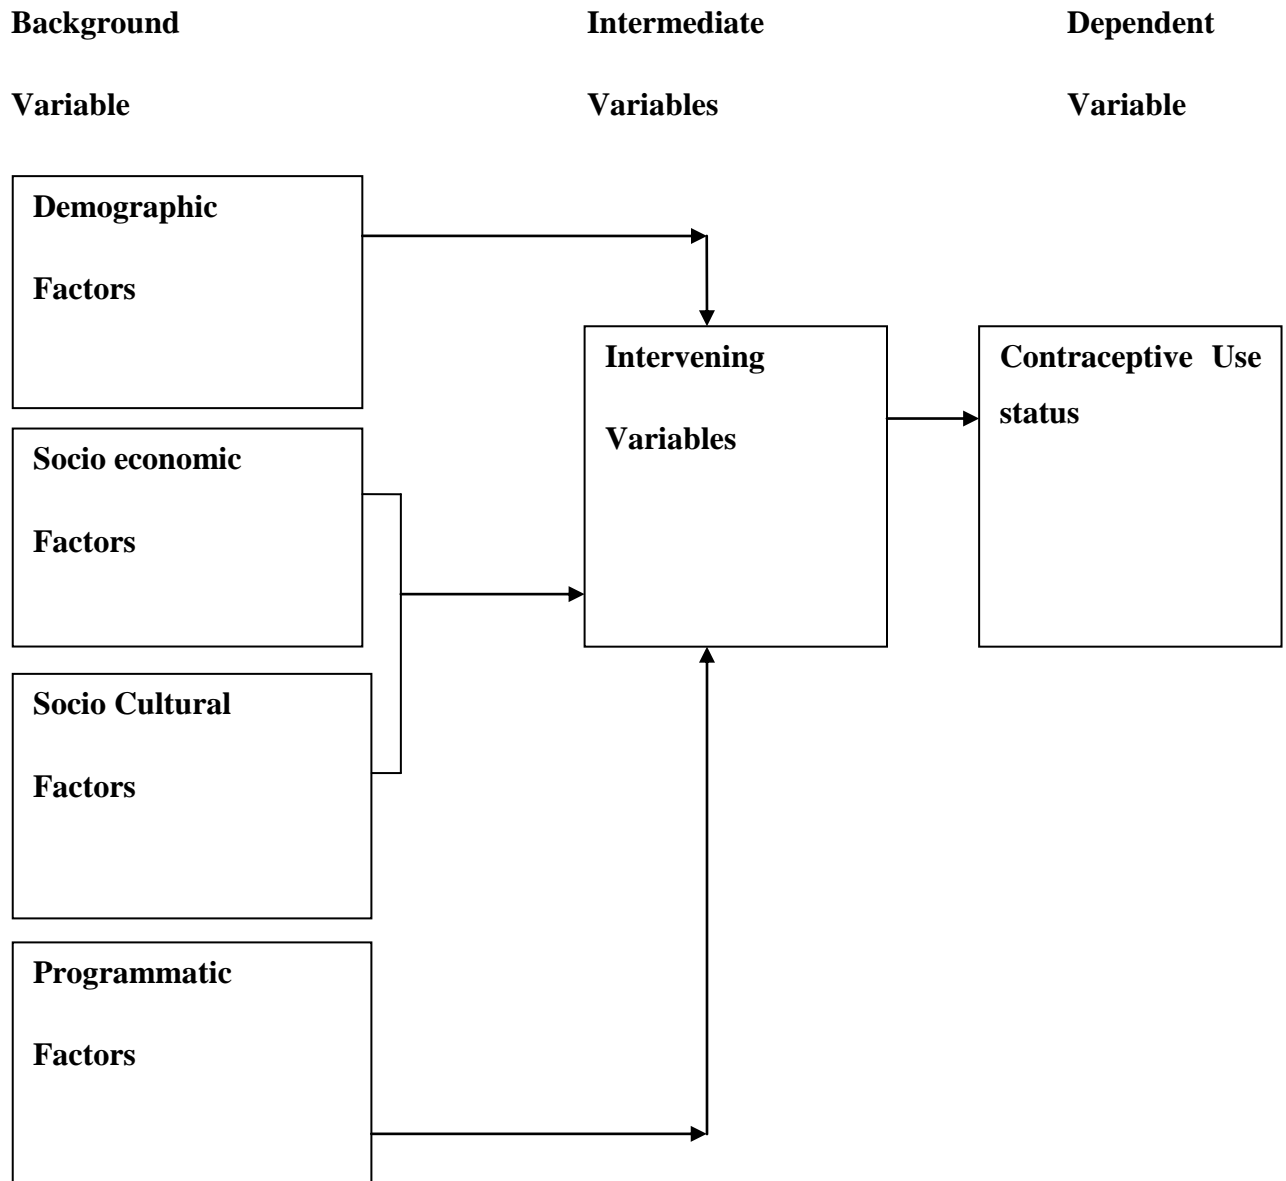 Background
Variable
Intermediate
Variables
Dependent
Variable
Demographic
Factors
Socio economic
Factors
Socio Cultural
Factors
Programmatic
Factors
Intervening
Variables
Contraceptive Use
status